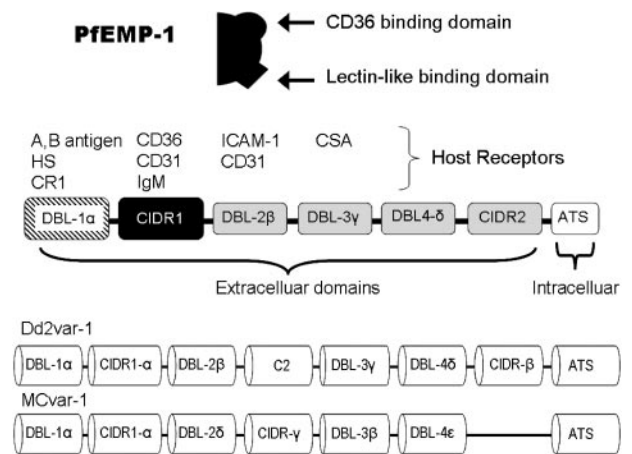 PfEMP-1
CD36 binding domain
Lectin-like binding domain
A,B antigen CD36 ICAM-1 CSA
HS CD31 CD31
CR1 IgM
Host Receptors
DBL-1α CIDR1 DBL-2β DBL-3γ DBL4-δ CIDR2 ATS
Extracelluar domains Intracelluar
Dd2var-1
DBL-1α CIDR1-α DBL-2β C2 DBL-3γ DBL-4δ CIDR-β ATS
MCvar-1
DBL-1α CIDR1-α DBL-2δ CIDR-γ DBL-3β DBL-4ε ATS